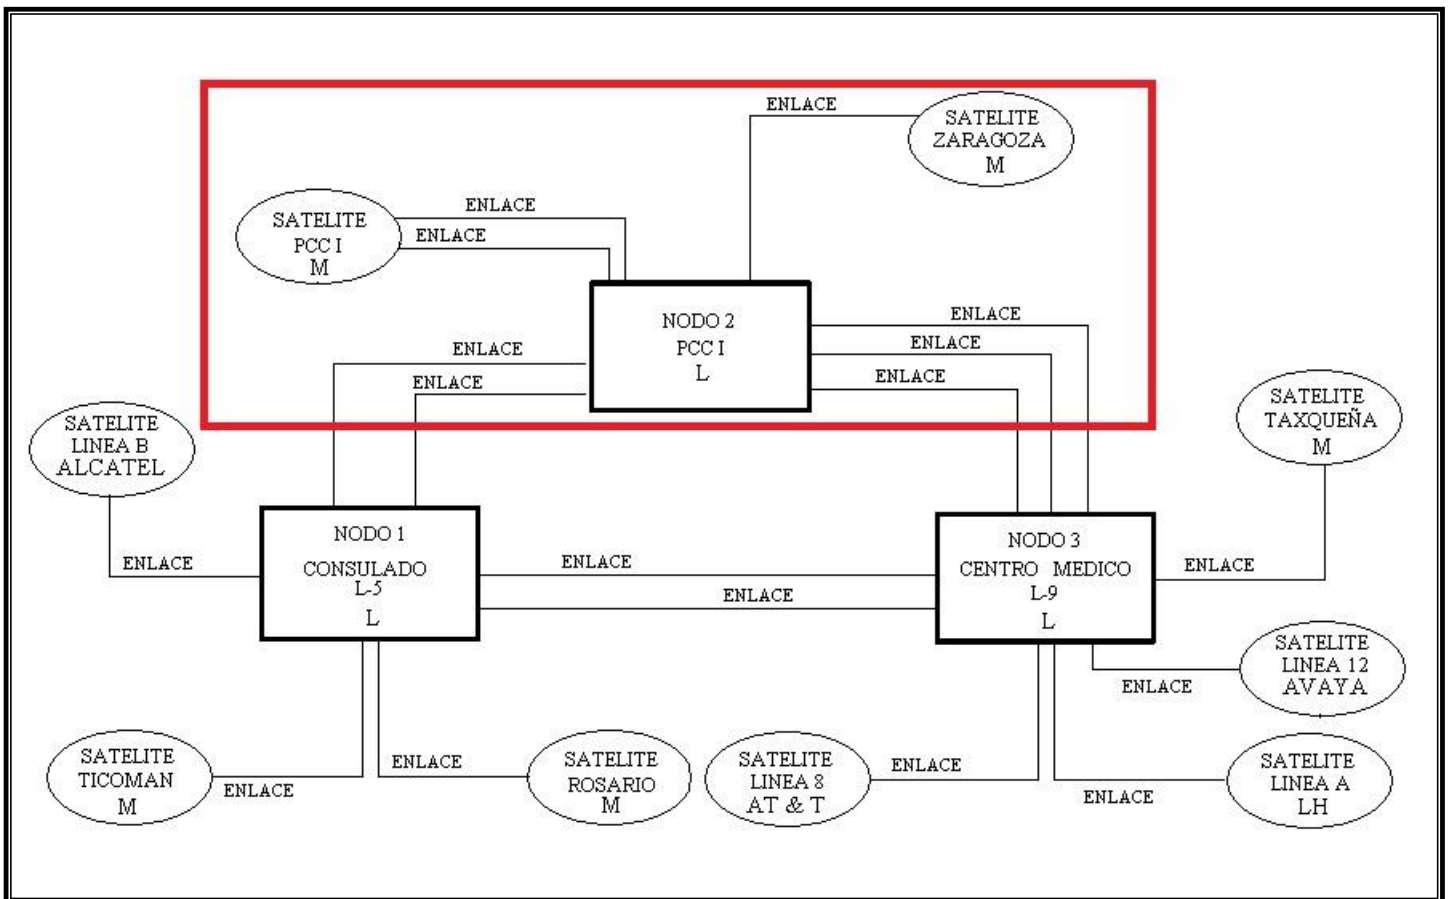 ENLACE
SATELITE
ZARAGOZA
M
ENLACE
SATELITE
PCC I
M
ENLACE
NODO 2
PCC I
L
ENLACE
ENLACE
ENLACE
ENLACE
ENLACE
ENLACE
SATELITE
TAXQUEÑA
M
SATELITE
LINEA B
ALCATEL
NODO 1
CONSULADO
L-5
L
NODO 3
CENTRO MEDICO
L-9
L
ENLACE
ENLACE
ENLACE
ENLACE
SATELITE
LINEA 12
AVAYA
ENLACE
SATELITE
TICOMAN
M
ENLACE
ENLACE
SATELITE
ROSARIO
M
SATELITE
LINEA 8
AT & T
ENLACE
ENLACE
SATELITE
LINEA A
LH